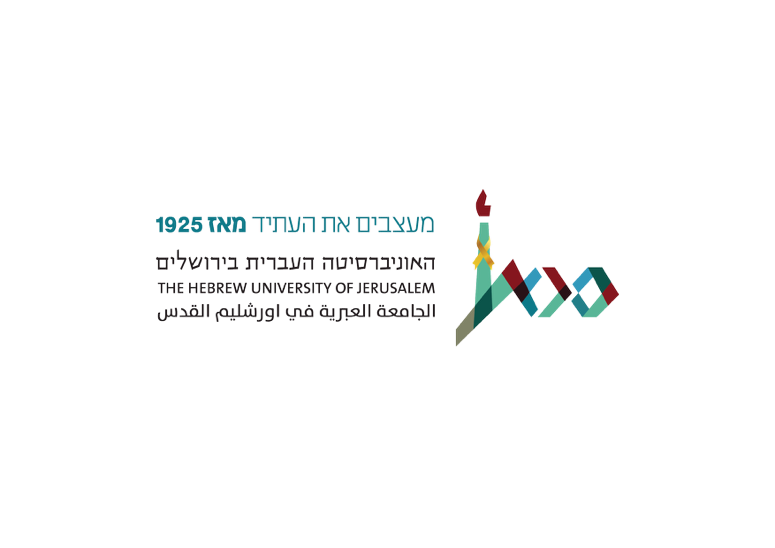 מעצבים את העתיד מאז 1925
האוניברסיטה העברית בירושלים
THE HEBREW UNIVERSITY OF JERUSALEM
الجامعة العبرية في اورشليم القدس